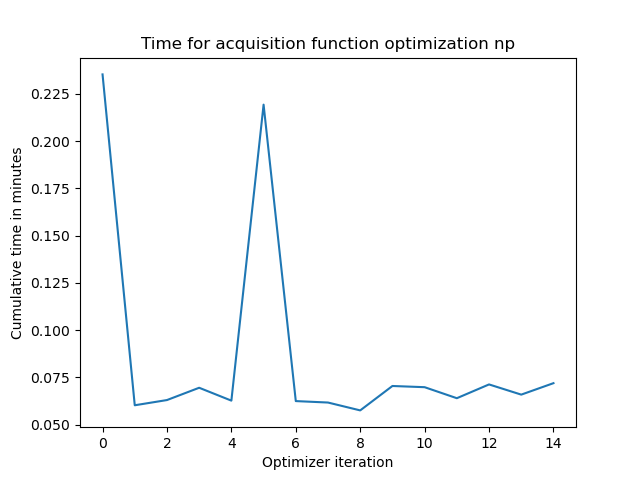 Time for acquisition function optimization np
Cumulative time in minutes
0.225
0.200
0.175
0.150
0.125
0.100
0.075
0.050
0 2 4 6 8 10 12 14
Optimizer iteration